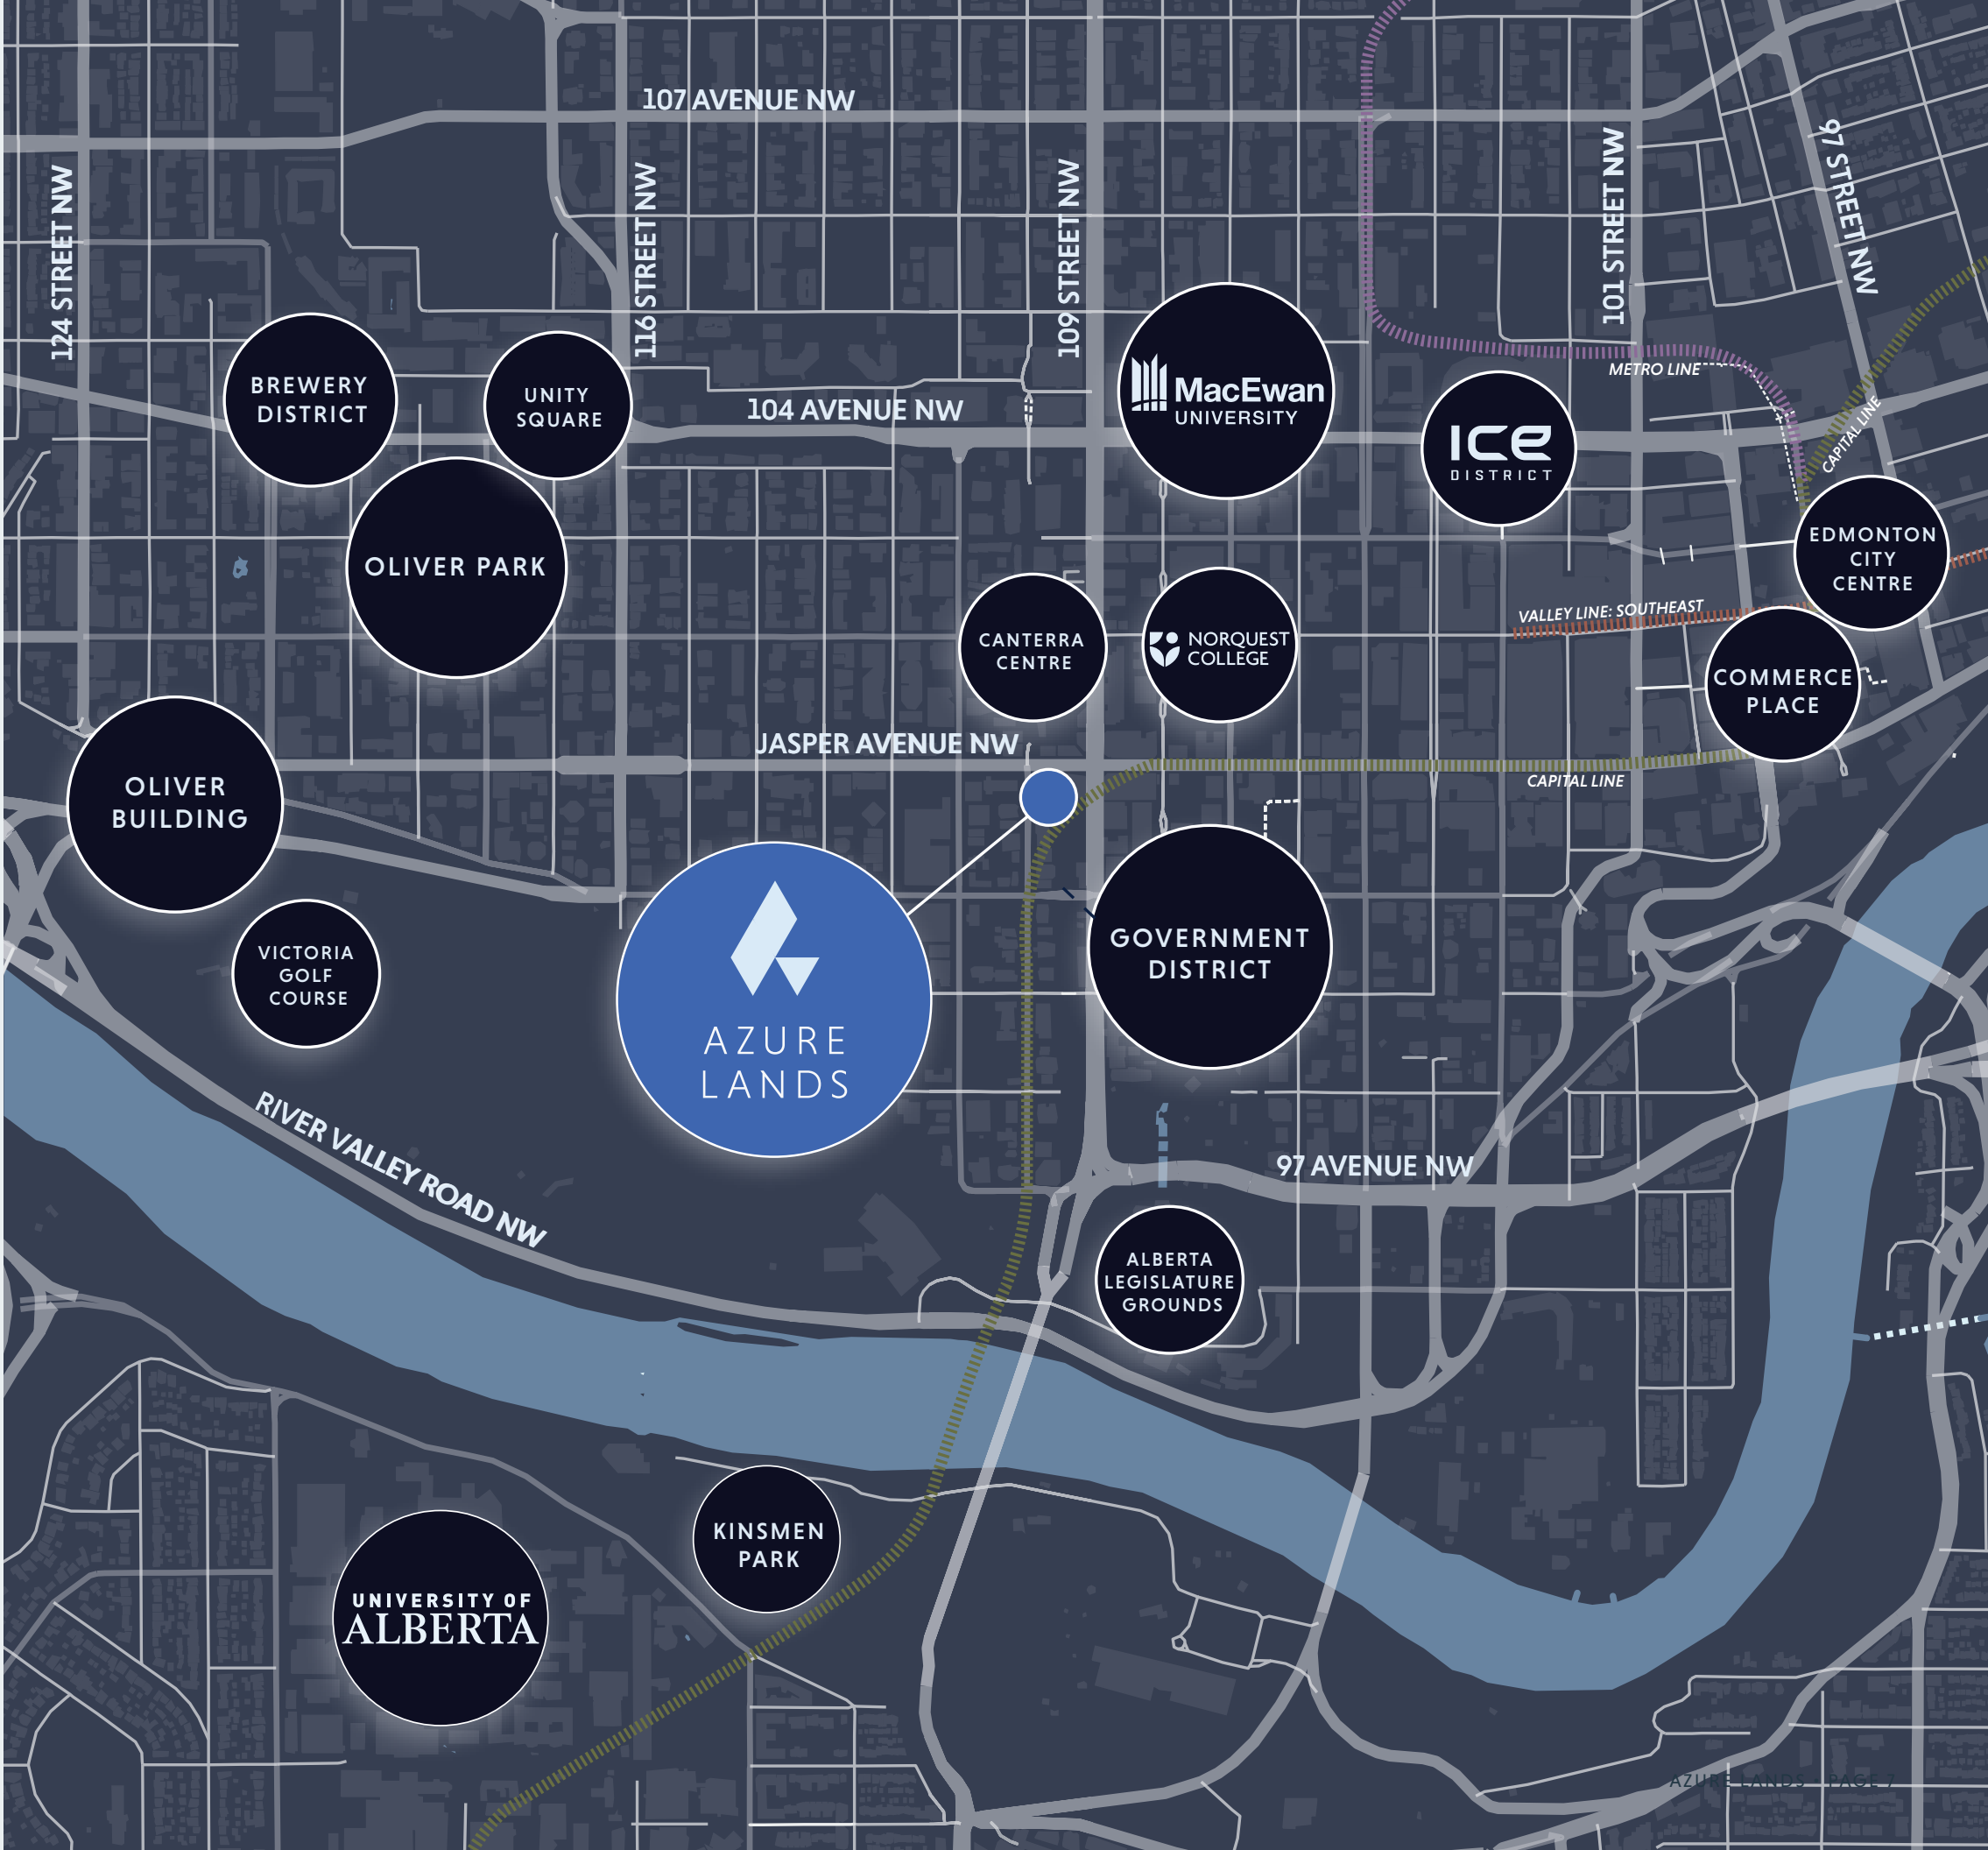 107 AVENUE NW
124 STREET NW
116 STREET NW
109 STREET NW
101 STREET NW
97 STREET NW
BREWERY
DISTRICT
UNITY
SQUARE
104 AVENUE NW
MacEwan
UNIVERSITY
METRO LINE
CAPITAL LINE
ICE
DISTRICT
OLIVER PARK
EDMONTON
CITY
CENTRE
VALLEY LINE: SOUTHEAST
CANTERRA
CENTRE
NORQUEST
COLLEGE
COMMERCE
PLACE
JASPER AVENUE NW
CAPITAL LINE
OLIVER
BUILDING
VICTORIA
GOLF
COURSE
AZURE
LANDS
GOVERNMENT
DISTRICT
RIVER VALLEY ROAD NW
97 AVENUE NW
ALBERTA
LEGISLATURE
GROUNDS
KINSMEN
PARK
UNIVERSITY OF
ALBERTA
AZURE LANDS PAGE 7